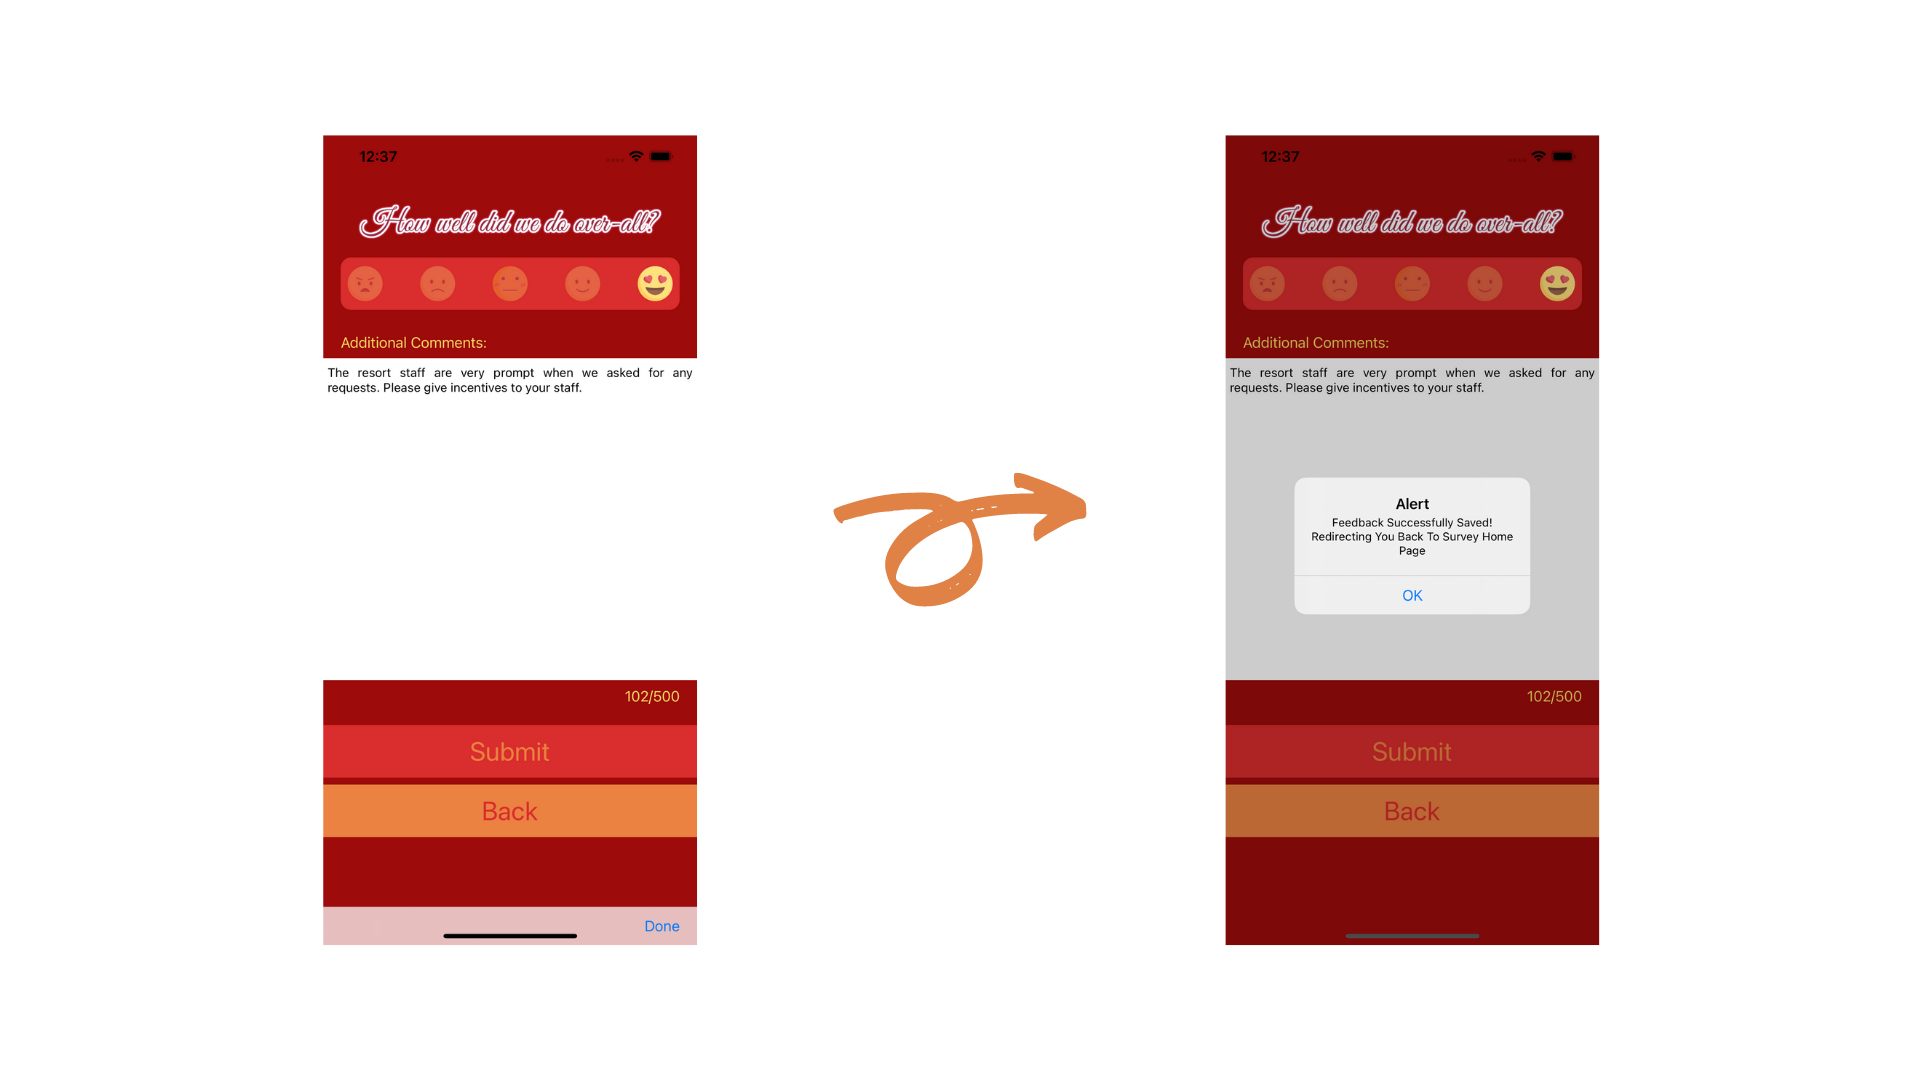 12:37
How well did we do over-all?
Additional Comments:
The resort staff are very prompt when we asked for any
requests. Please give incentives to your staff.
102/500
Submit
Back
Done
12:37
How well did we do over-all?
Additional Comments:
The resort staff are very prompt when we asked for any
requests. Please give incentives to your staff.
Alert
Feedback Successfully Saved!
Redirecting You Back To Survey Home
Page
OK
102/500
Submit
Back